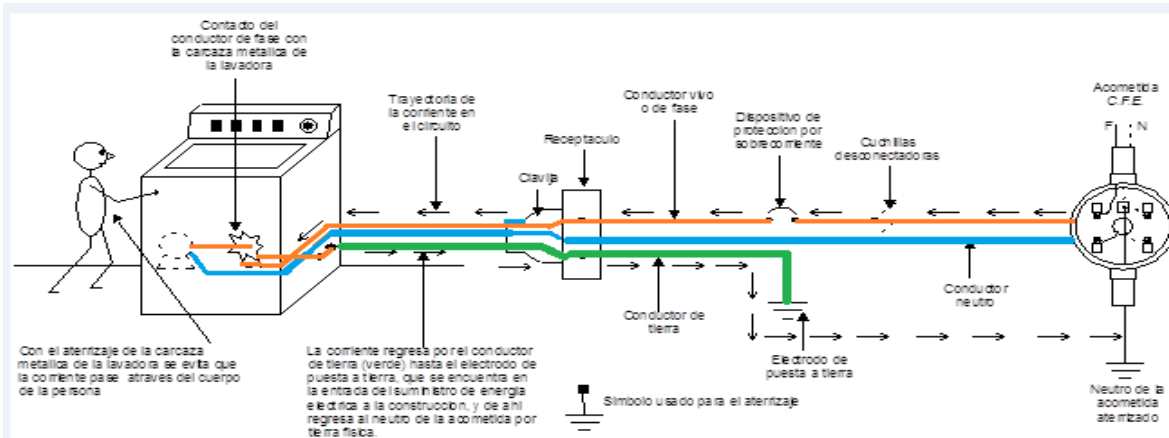 Contacto del
conductor de fase con
la carcaza metalica de
la lavadora
Trayectoria de
la corriente en
el circuito
Receptaculo
Clavija
Conductor vivo
o de fase
Dispositivo de
proteccion por
sobrecorriente
Cuchillas
desconectadoras
Acometida
C.F.E.
F N
Conductor
neutro
Conductor de
tierra
Electrodo de
puesta a tierra
Neutro de la
acometida
aterrizado
Con el aterrizaje de la carcaza
metalica de la lavadora se evita que
la corriente pase atraves del cuerpo
de la persona
La corriente regresa por el conductor
de tierra (verde) hasta el electrodo de
puesta a tierra, que se encuentra en
la entrada del suministro de energia
electrica a la construccion, y de ahi
regresa al neutro de la acometida por
tierra fisica.
Simbolo usado para el aterrizaje